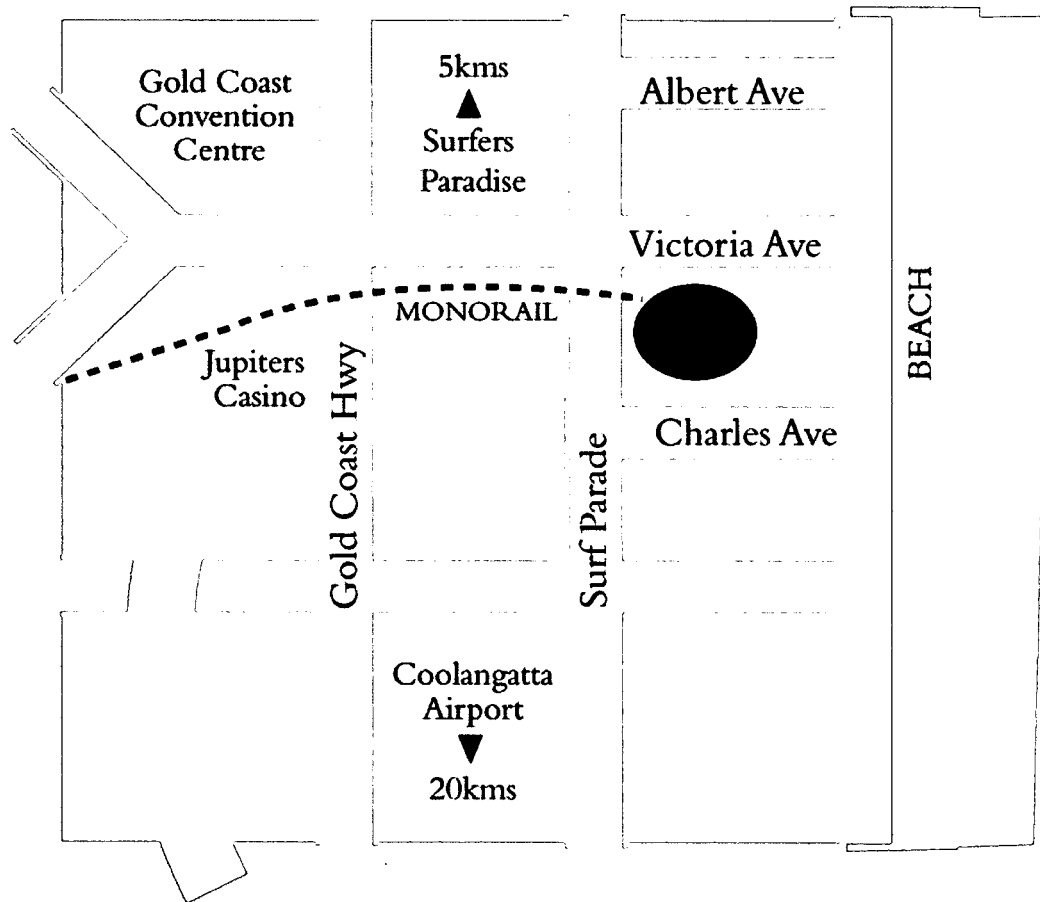 Gold Coast
Convention
Centre
5kms
Surfers
Paradise
Albert Ave
Victoria Ave
MONORAIL
BEACH
Jupiters
Casino
Gold Coast Hwy
Surf Parade
Charles Ave
Coolangatta
Airport
20kms